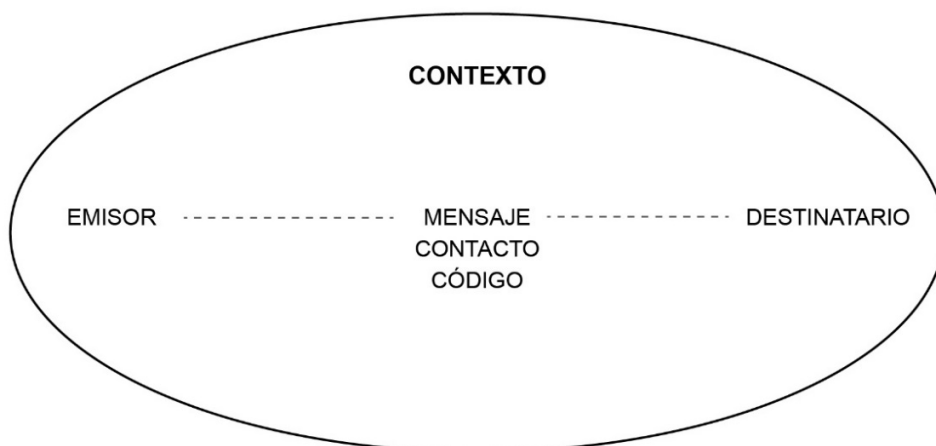 CONTEXTO
EMISOR MENSAJE DESTINATARIO
CONTACTO
CÓDIGO